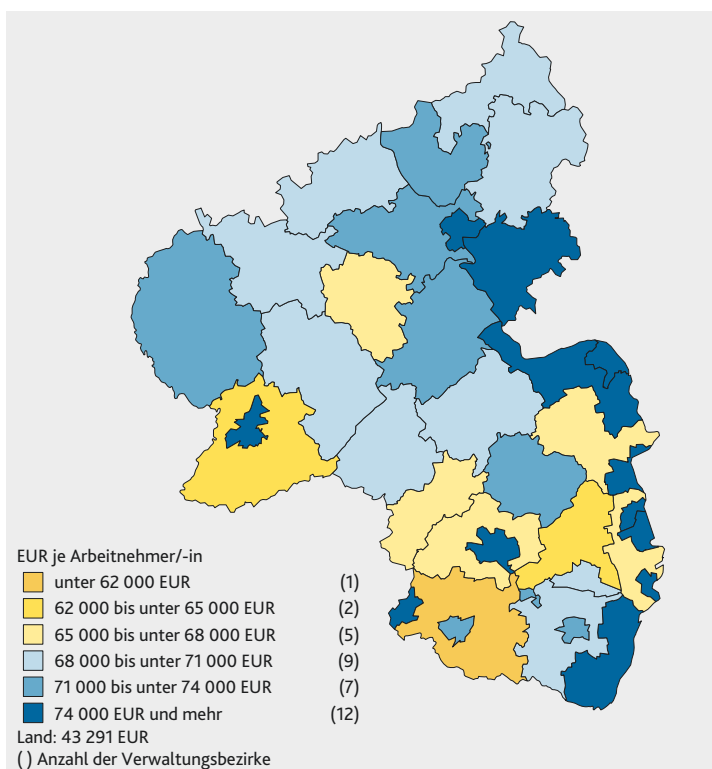 EUR je Arbeitnehmer/-in
unter 62 000 EUR (1)
62 000 bis unter 65 000 EUR (2)
65 000 bis unter 68 000 EUR (5)
68 000 bis unter 71 000 EUR (9)
71 000 bis unter 74 000 EUR (7)
74 000 EUR und mehr (12)
Land: 43 291 EUR
( ) Anzahl der Verwaltungsbezirke